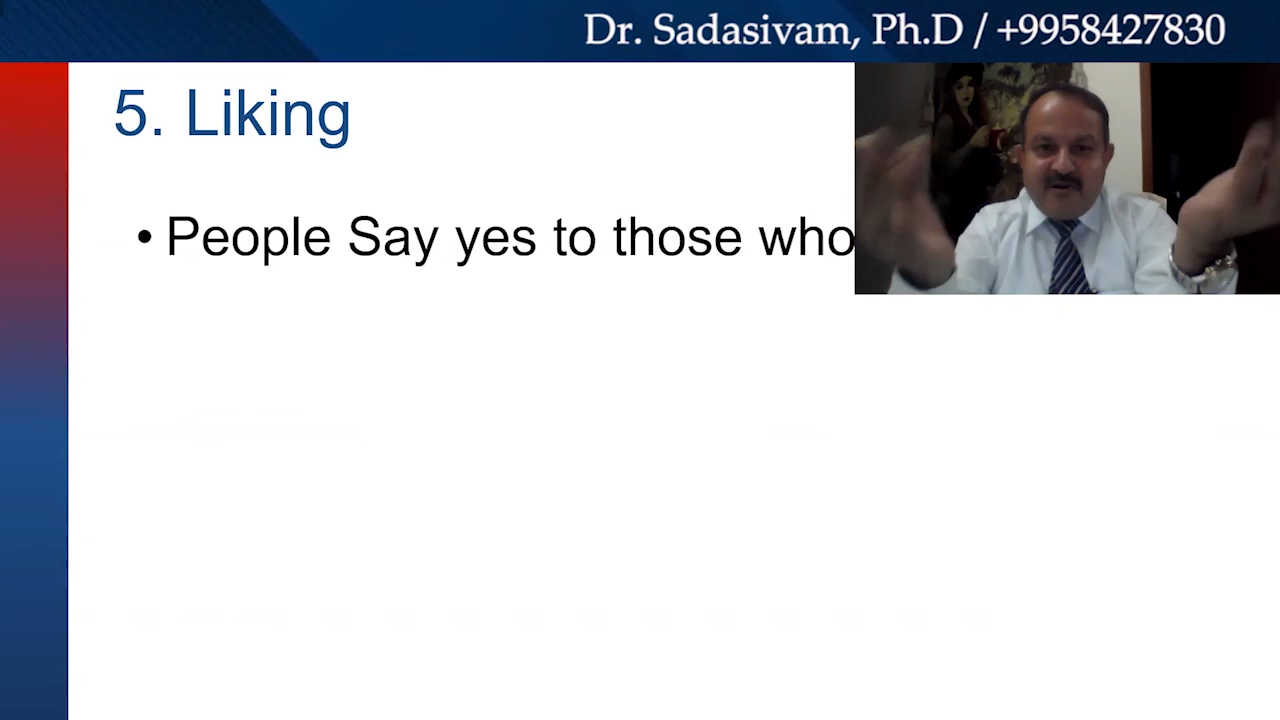 Dr. Sadasivam, Ph.D / +9958427830
5. Liking
• People Say yes to those who